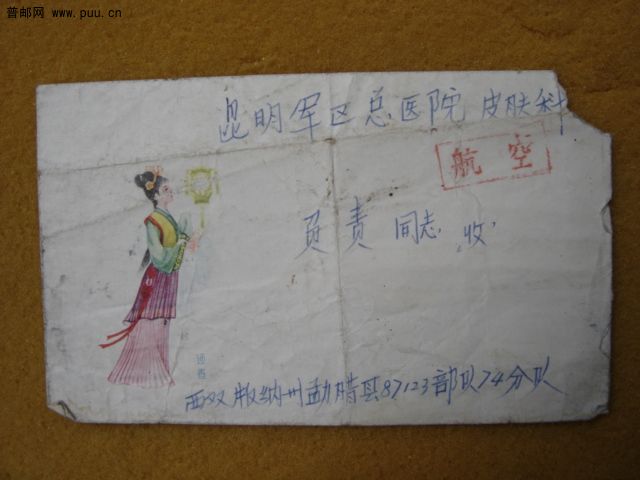 普邮网 www.puu.cn
昆明军区总医院 皮肤科
航空
负责 同志 收
迎春
西双版纳州勐腊县87123部队74分队